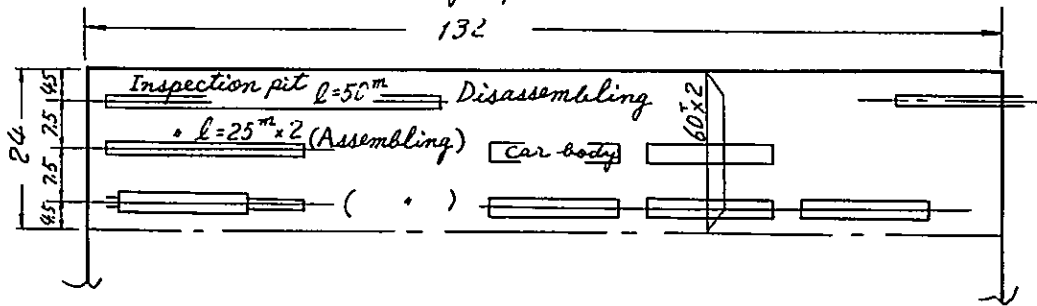 132
Inspection pit l=50m Disassembling
" l=25m×2 (Assembling) car body
( " )
60T×2
24
4.5
7.5
7.5
4.5